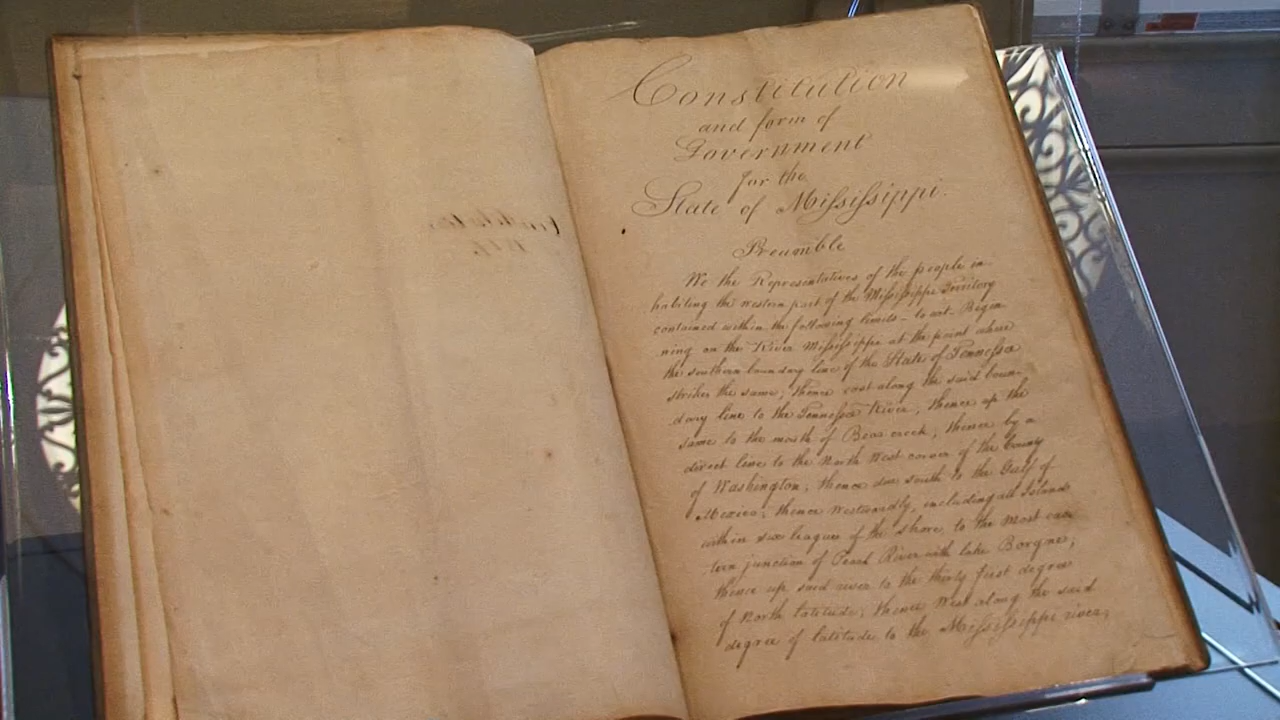 Constitution
and form of
Government
for the
State of Miſsiſsippi.
Preamble
We the Representatives of the people in-
habiting the western part of the Miſsiſsippi Territory
contained within the following limits – to wit – Begin
ning on the River Miſsiſsippi at the point where
the southern boundary line of the State of Tenneſsee
strikes the same; thence east along the said boun-
dary line to the Tenneſsee River, thence up the
same to the mouth of Bear creek; thence by a
direct line to the North West corner of the County
of Washington; thence due south to the Gulf of
Mexico; thence Westwardly, including all Islands
within six leagues of the shore, to the most eas
tern junction of Pearl River with lake Borgne;
thence up said river to the thirty first degree
of North latitude; thence West along the said
degree of latitude to the Miſsiſsippi river;